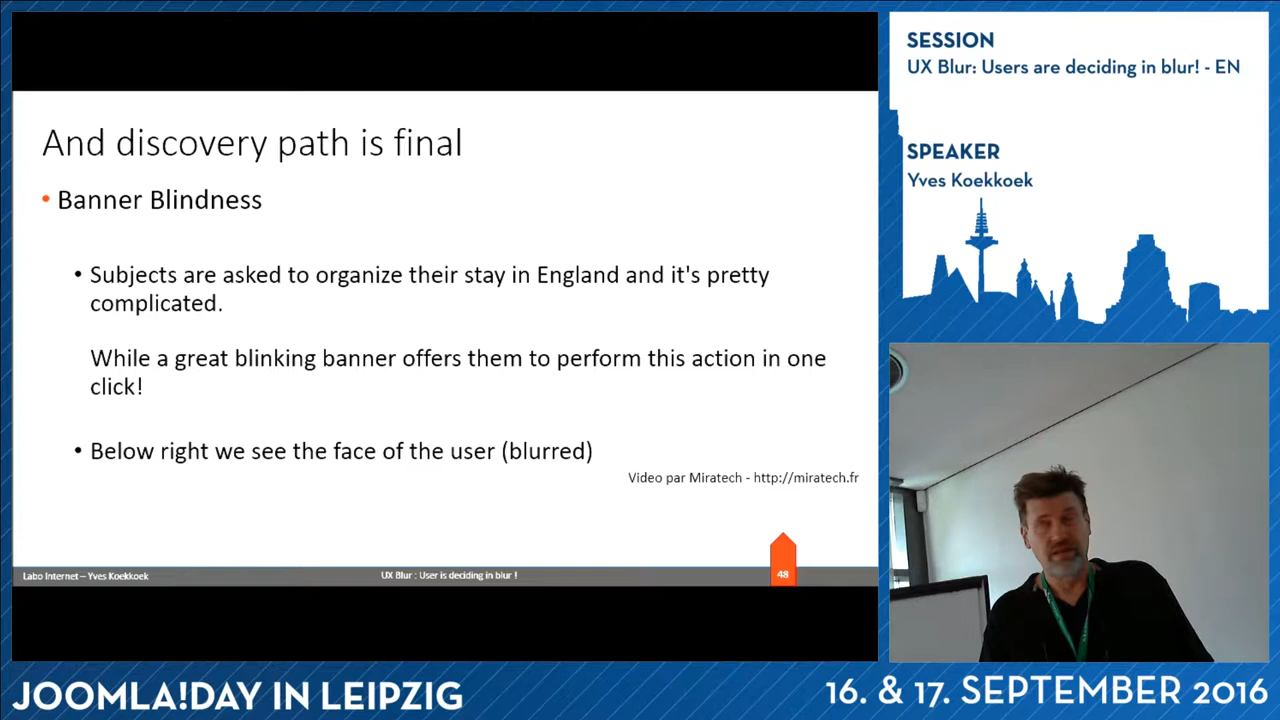 And discovery path is final
• Banner Blindness
• Subjects are asked to organize their stay in England and it's pretty
complicated.
While a great blinking banner offers them to perform this action in one
click!
• Below right we see the face of the user (blurred)
Video par Miratech - http://miratech.fr
Labo Internet – Yves Koekkoek
UX Blur : User is deciding in blur !
48
SESSION
UX Blur: Users are deciding in blur! - EN
SPEAKER
Yves Koekkoek
JOOMLA!DAY IN LEIPZIG
16. & 17. SEPTEMBER 2016